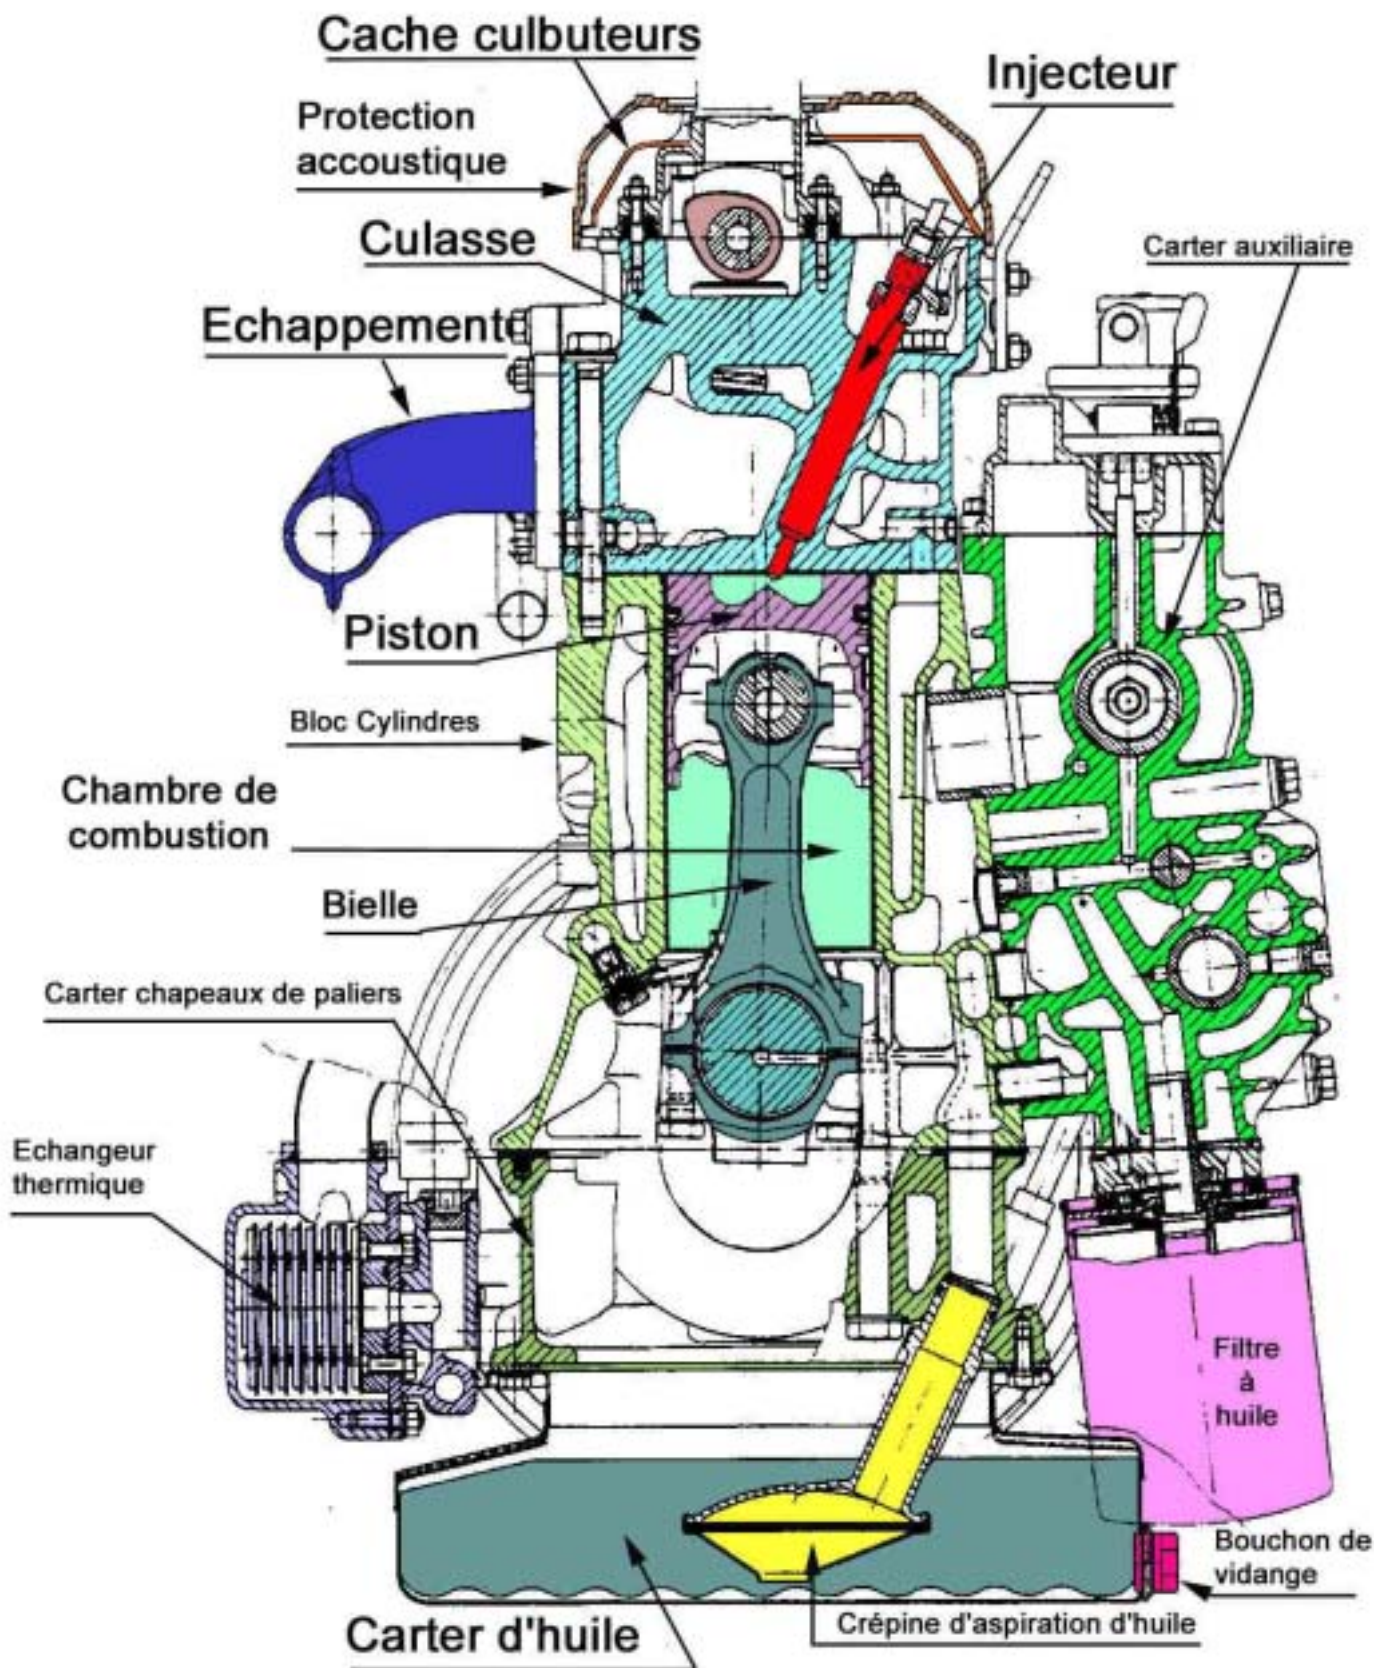 Cache culbuteurs
Injecteur
Protection
accoustique
Culasse
Carter auxiliaire
Echappement
Piston
Bloc Cylindres
Chambre de
combustion
Bielle
Carter chapeaux de paliers
Echangeur
thermique
Filtre
à
huile
Bouchon de
vidange
Crépine d'aspiration d'huile
Carter d'huile